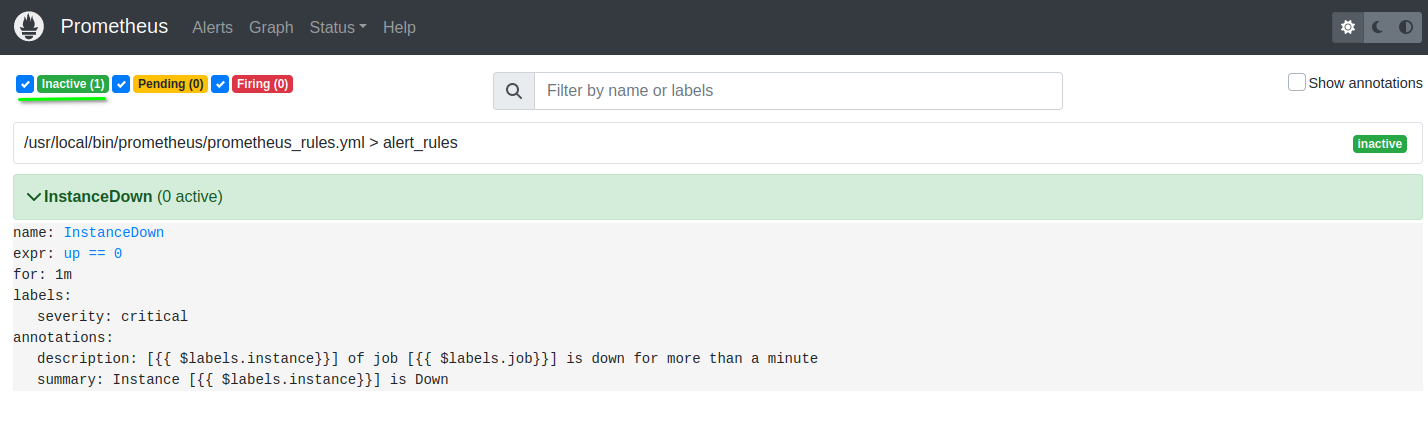 Prometheus Alerts Graph Status Help
Inactive (1) Pending (0) Firing (0) Filter by name or labels Show annotations
/usr/local/bin/prometheus/prometheus_rules.yml > alert_rules inactive
InstanceDown (0 active)
name: InstanceDown
expr: up == 0
for: 1m
labels:
severity: critical
annotations:
description: [{{ $labels.instance}}] of job [{{ $labels.job}}] is down for more than a minute
summary: Instance [{{ $labels.instance}}] is Down